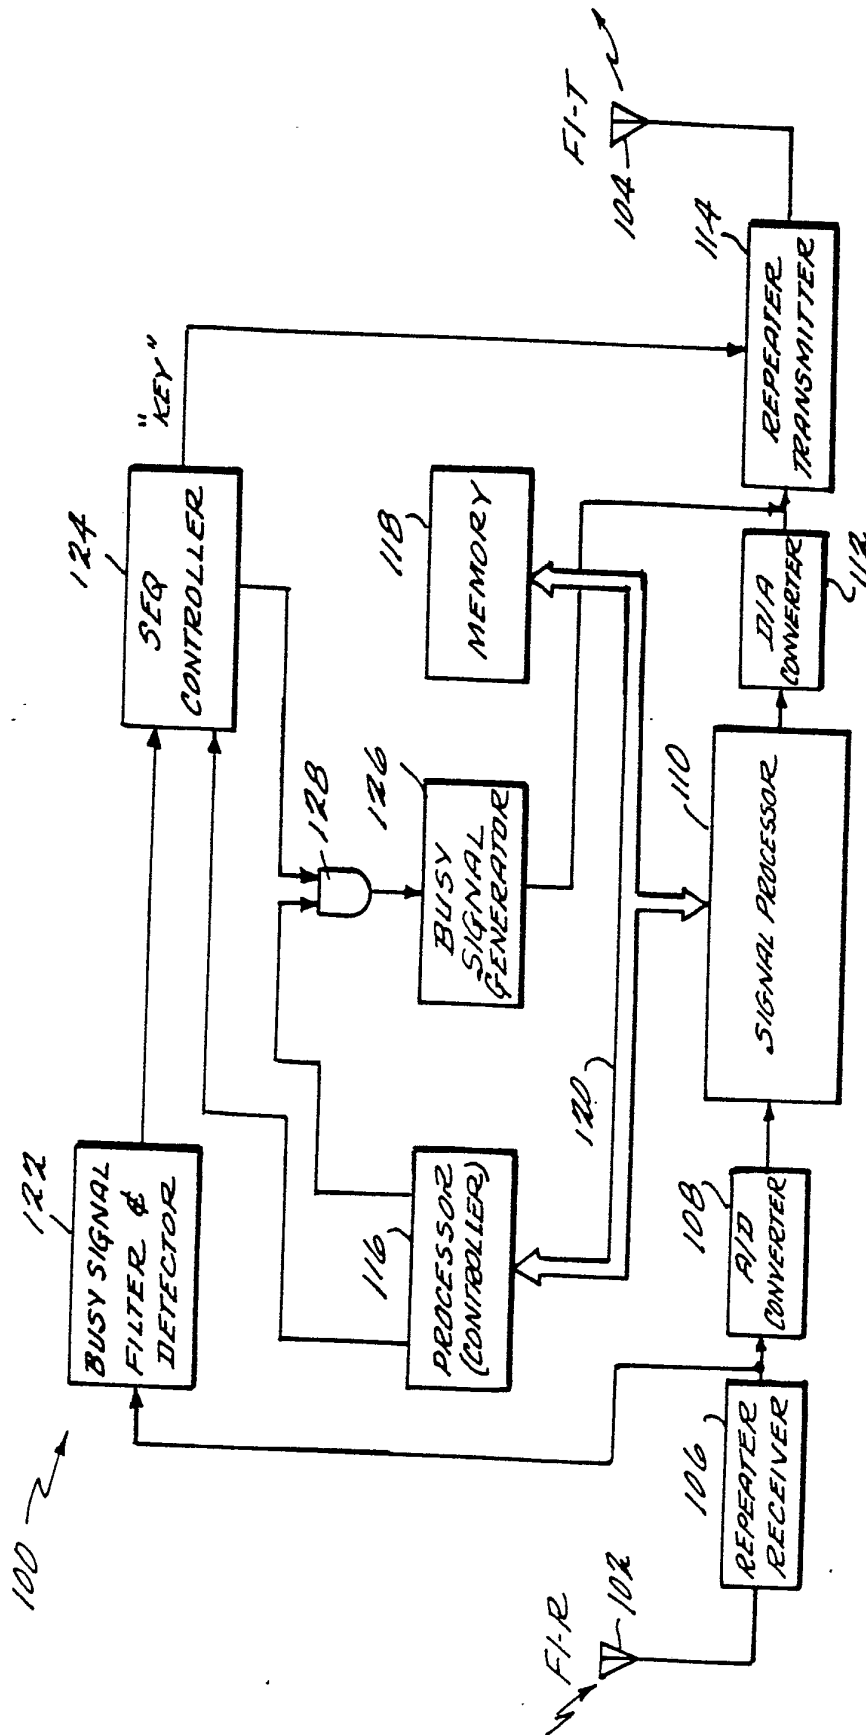 100
BUSY SIGNAL
FILTER &
DETECTOR
122
SEQ
CONTROLLER
124
"KEY"
PROCESSOR
(CONTROLLER)
116
128
BUSY
SIGNAL
GENERATOR
126
MEMORY
118
120
F1-R
102
REPEATER
RECEIVER
106
A/D
CONVERTER
108
SIGNAL PROCESSOR
110
D/A
CONVERTER
112
REPEATER
TRANSMITTER
114
104
F1-T